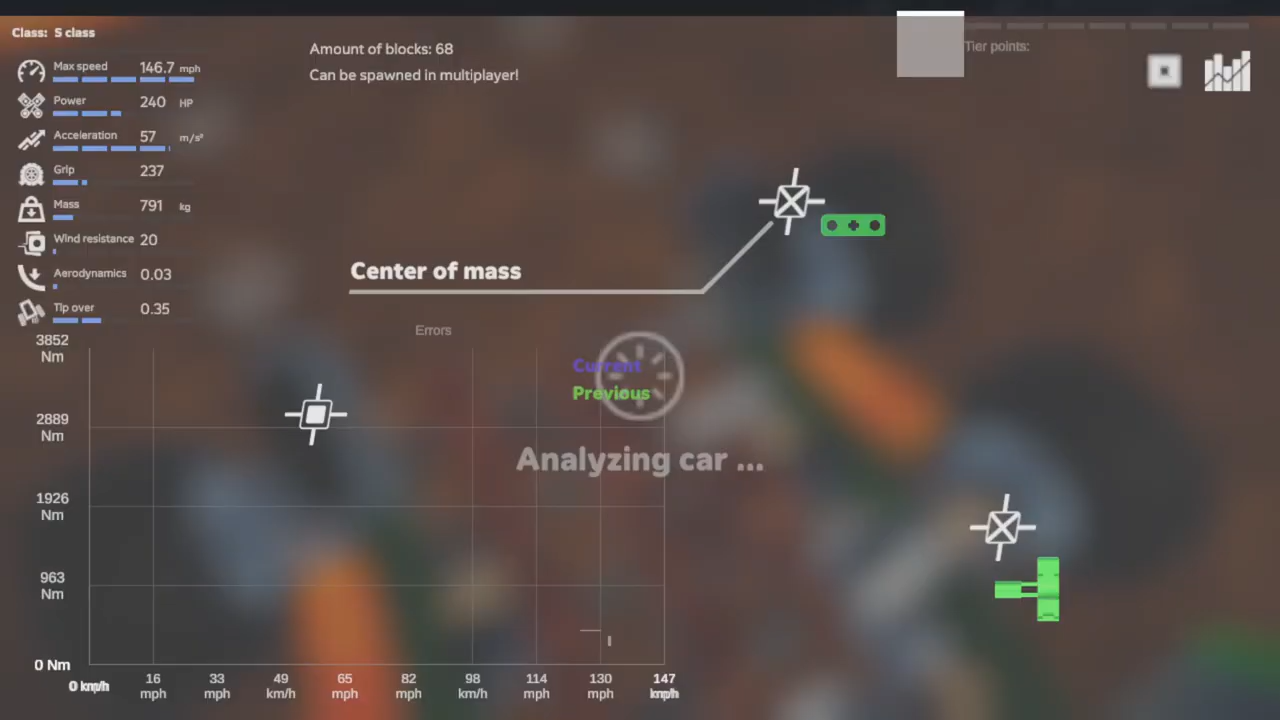 Class: S class
Max speed 146.7 mph
Power 240 HP
Acceleration 57 m/s²
Grip 237
Mass 791 kg
Wind resistance 20
Aerodynamics 0.03
Tip over 0.35
Amount of blocks: 68
Can be spawned in multiplayer!
Tier points:
Center of mass
Errors
Current
Previous
Analyzing car ...
3852 Nm
2889 Nm
1926 Nm
963 Nm
0 Nm
0 km/h
16 mph
33 mph
49 km/h
65 mph
82 mph
98 km/h
114 mph
130 mph
147